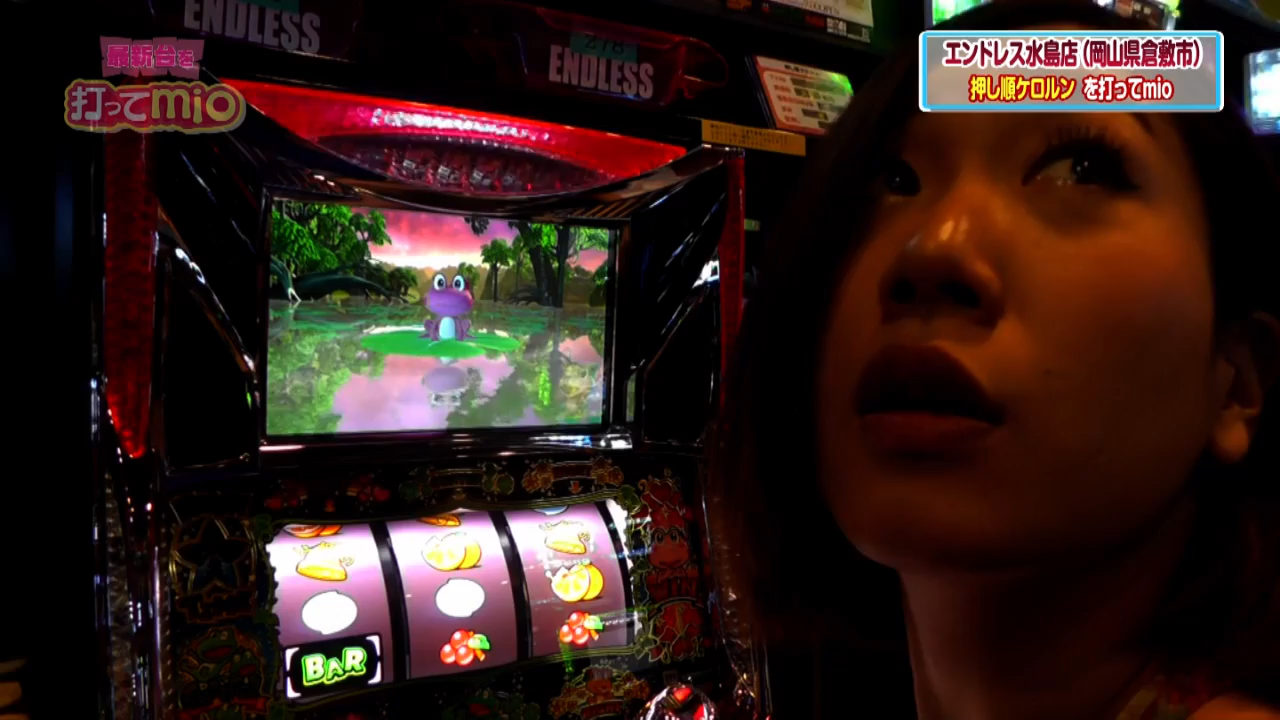 ENDLESS
278
ENDLESS
最新台を
打ってmio
エンドレス水島店(岡山県倉敷市)
押し順ケロルン を打ってmio
BAR